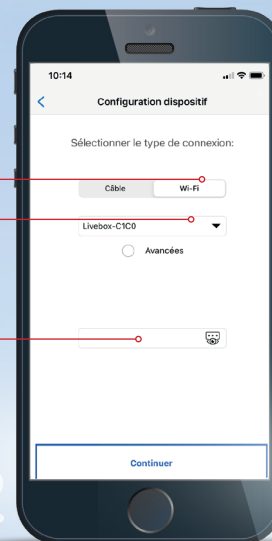 10:14
Configuration dispositif
Sélectionner le type de connexion:
Câble
Wi-Fi
Livebox-C1C0
Avancées
Continuer